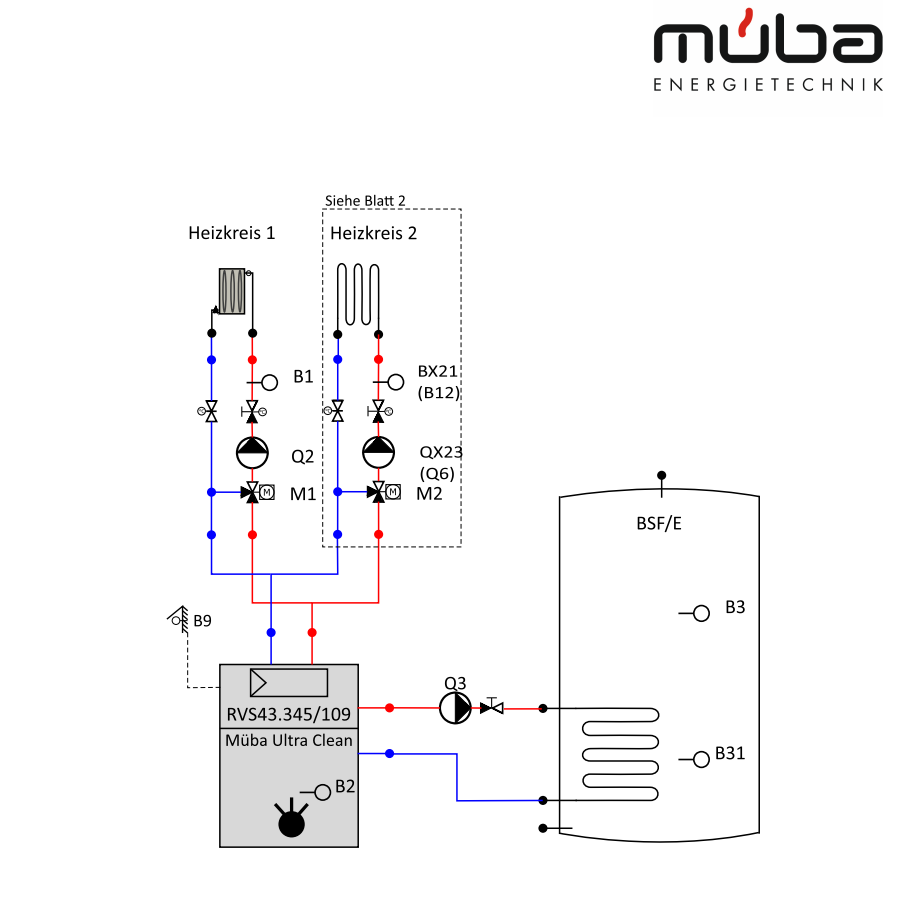 müba
ENERGIETECHNIK
Siehe Blatt 2
Heizkreis 1
Heizkreis 2
B1
BX21
(B12)
Q2
QX23
(Q6)
M
M1
M
M2
BSF/E
B3
B9
Q3
RVS43.345/109
Müba Ultra Clean
B31
B2